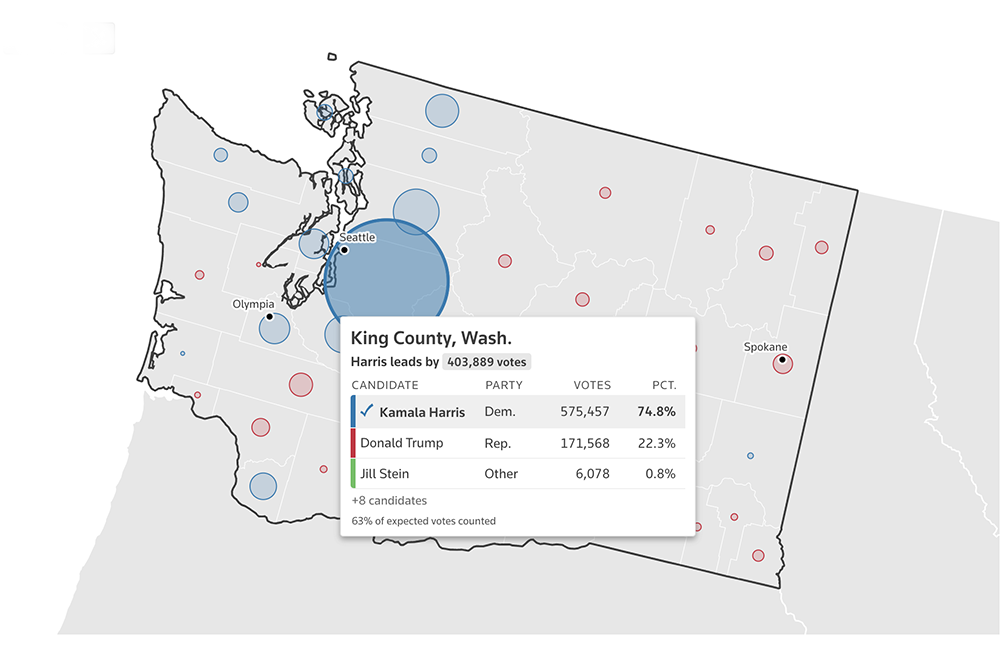 Seattle
Olympia
King County, Wash.
Harris leads by 403,889 votes
CANDIDATE PARTY VOTES PCT.
Kamala Harris Dem. 575,457 74.8%
Donald Trump Rep. 171,568 22.3%
Jill Stein Other 6,078 0.8%
+8 candidates
63% of expected votes counted
Spokane